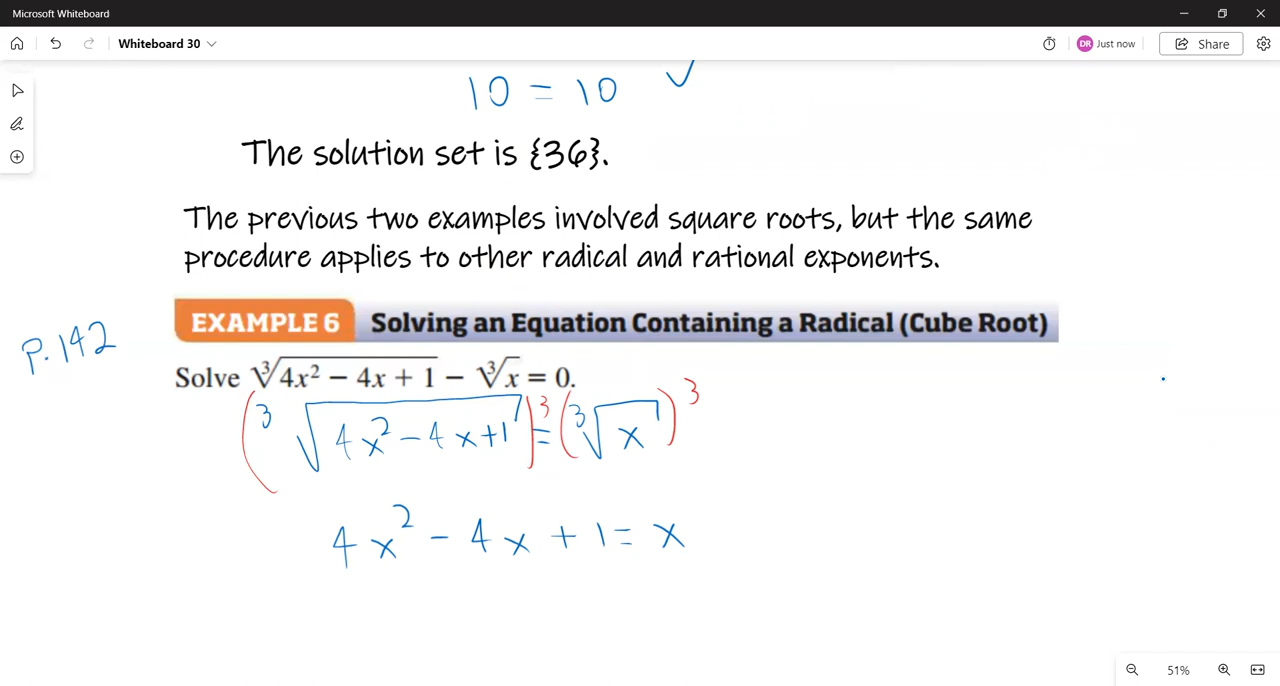 Microsoft Whiteboard
Whiteboard 30
DR Just now Share
10 = 10 ✓
The solution set is {36}.
The previous two examples involved square roots, but the same
procedure applies to other radical and rational exponents.
P.142
EXAMPLE 6 Solving an Equation Containing a Radical (Cube Root)
Solve ∛(4x² − 4x + 1) − ∛x = 0.
(∛(4x² − 4x + 1))³ = (∛x)³
4x² − 4x + 1 = x
51%